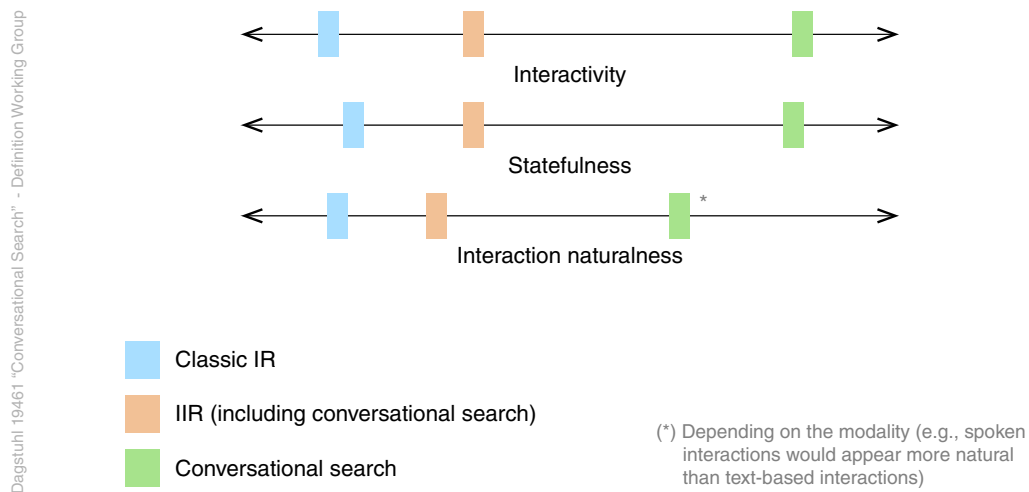 Interactivity
Statefulness
*
Interaction naturalness
Classic IR
IIR (including conversational search)
Conversational search
(*) Depending on the modality (e.g., spoken
interactions would appear more natural
than text-based interactions)
Dagstuhl 19461 “Conversational Search” - Definition Working Group